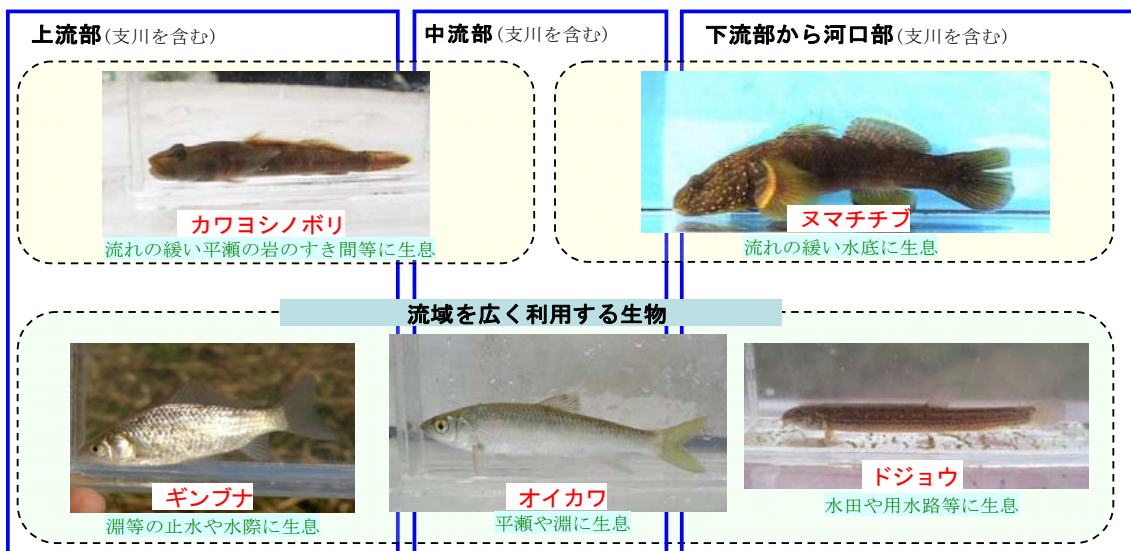 上流部(支川を含む)
中流部(支川を含む)
下流部から河口部(支川を含む)
カワヨシノボリ
流れの緩い平瀬の岩のすき間等に生息
ヌマチチブ
流れの緩い水底に生息
流域を広く利用する生物
ギンブナ
淵等の止水や水際に生息
オイカワ
平瀬や淵に生息
ドジョウ
水田や用水路等に生息